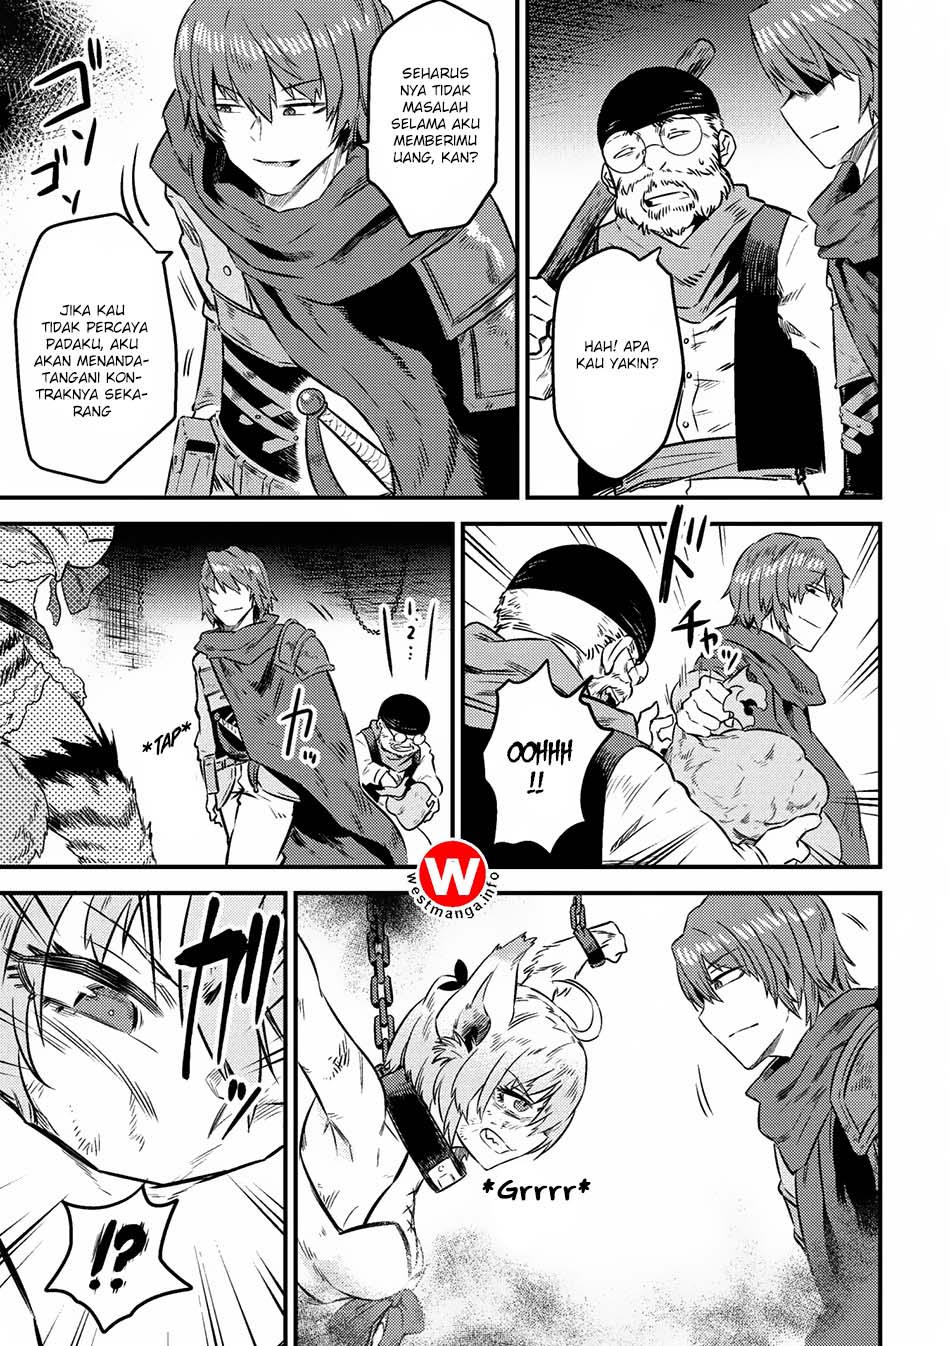 HAH! APA
KAU YAKIN?
SEHARUS
NYA TIDAK
MASALAH
SELAMA AKU
MEMBERIMU
UANG, KAN?
ゴソゴソ
JIKA KAU
TIDAK PERCAYA
PADAKU, AKU
AKAN MENANDA-
TANGANI KON-
TRAKNYA SEKA-
RANG
ドチャッ
OOHHH
!!
*TAP*
カッ
W
westmanga.info
*Grrrr*
ガッ
!?